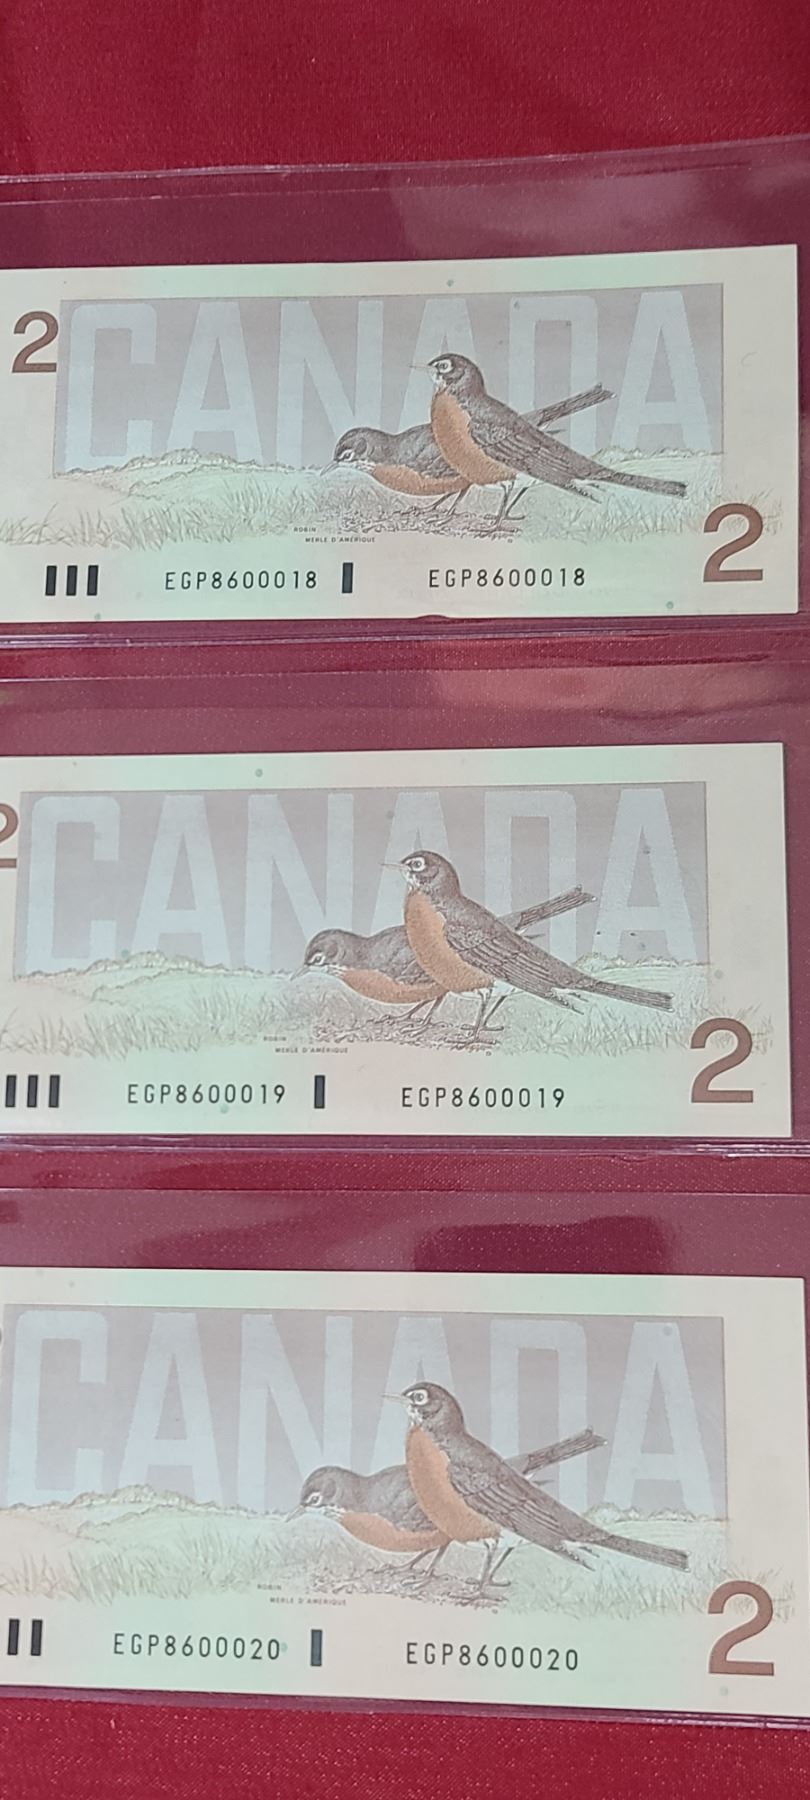 2
CANADA
ROBIN
MERLE D'AMÉRIQUE
EGP8600018 EGP8600018
2
2
CANADA
ROBIN
MERLE D'AMÉRIQUE
EGP8600019 EGP8600019
2
CANADA
ROBIN
MERLE D'AMÉRIQUE
EGP8600020 EGP8600020
2